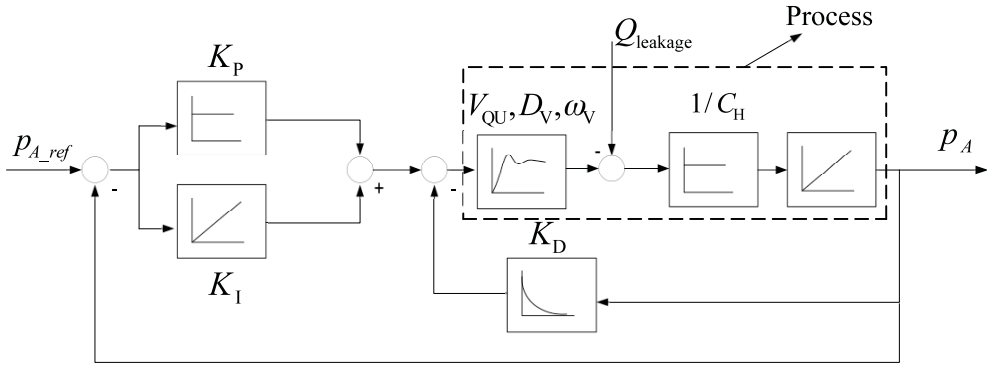 Process
Q_leakage
K_P
V_QU, D_V, ω_V
1/C_H
p_A_ref
p_A
-
-
+
-
K_D
K_I
-